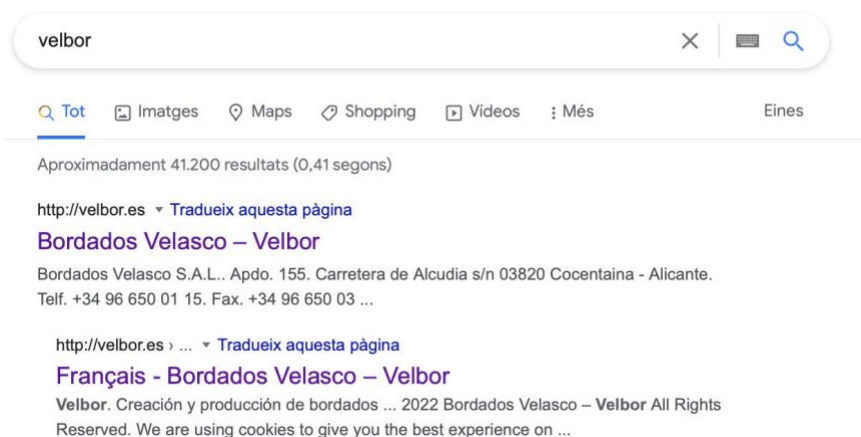 velbor
Tot Imatges Maps Shopping Vídeos Més Eines
Aproximadament 41.200 resultats (0,41 segons)
http://velbor.es Tradueix aquesta pàgina
Bordados Velasco – Velbor
Bordados Velasco S.A.L.. Apdo. 155. Carretera de Alcudia s/n 03820 Cocentaina - Alicante.
Telf. +34 96 650 01 15. Fax. +34 96 650 03 ...
http://velbor.es › ... Tradueix aquesta pàgina
Français - Bordados Velasco – Velbor
Velbor. Creación y producción de bordados ... 2022 Bordados Velasco – Velbor All Rights
Reserved. We are using cookies to give you the best experience on ...